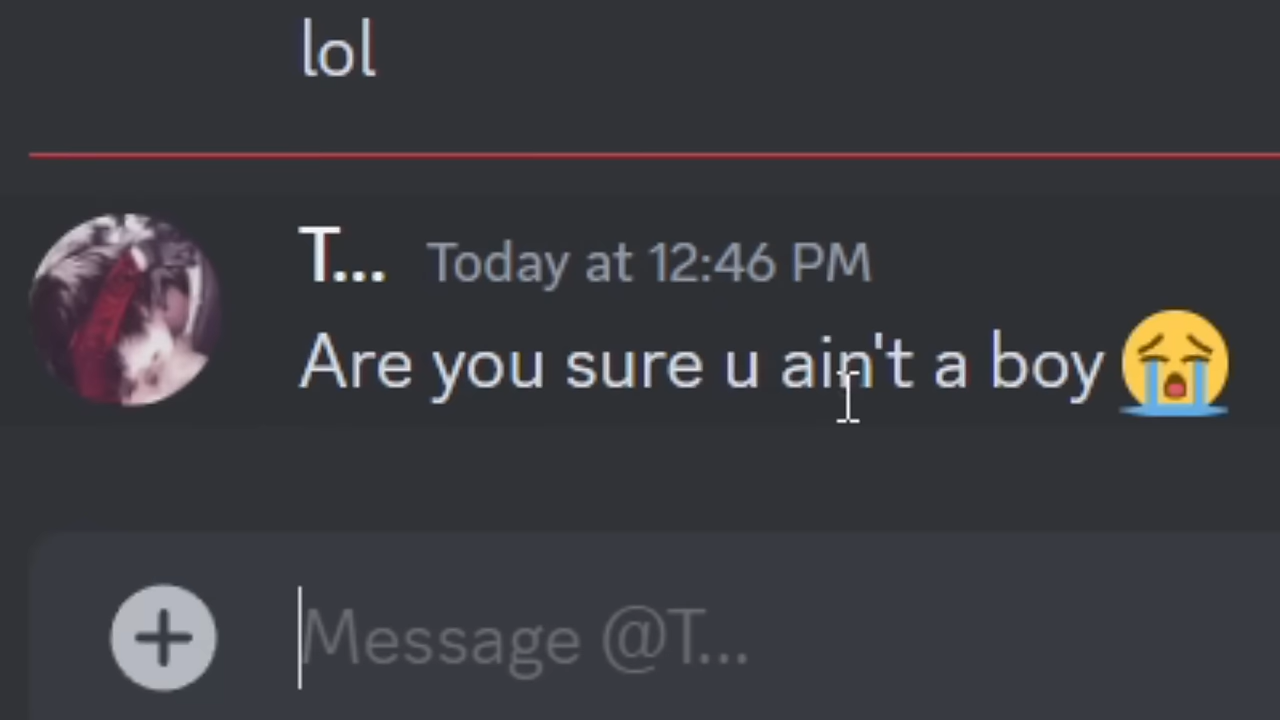 lol
T... Today at 12:46 PM
Are you sure u ain't a boy 😭
Message @T...